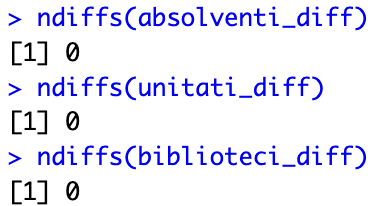 > ndiffs(absolventi_diff)
[1] 0
> ndiffs(unitati_diff)
[1] 0
> ndiffs(biblioteci_diff)
[1] 0